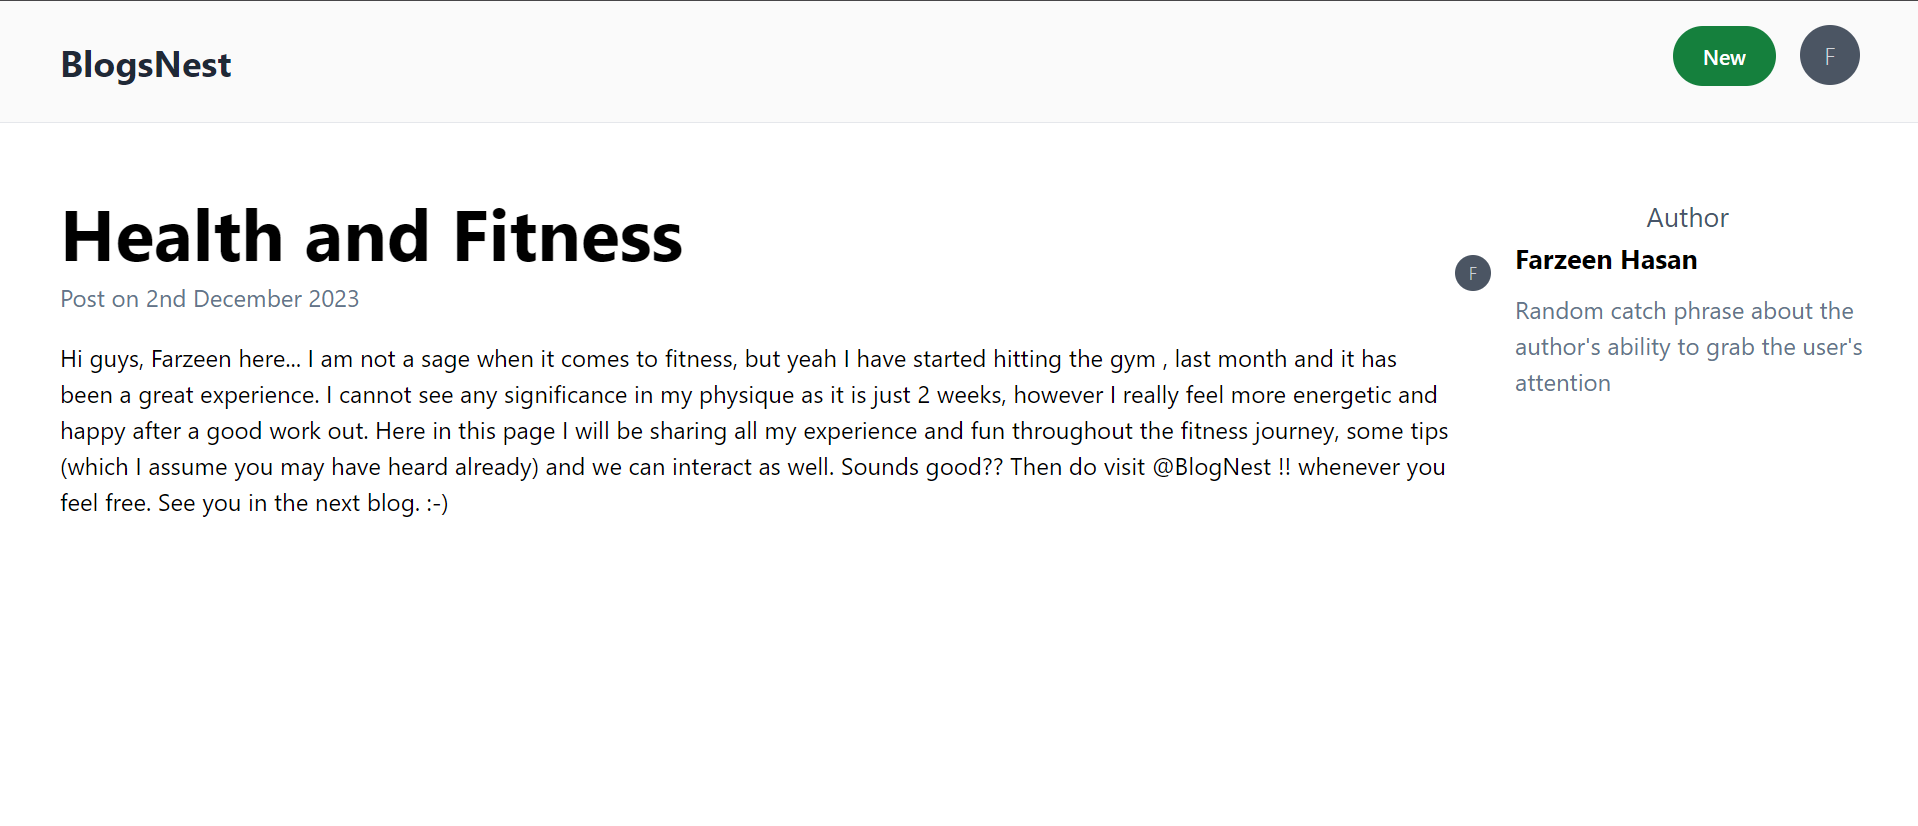 BlogsNest
New
F
Health and Fitness
Post on 2nd December 2023
Hi guys, Farzeen here... I am not a sage when it comes to fitness, but yeah I have started hitting the gym , last month and it has
been a great experience. I cannot see any significance in my physique as it is just 2 weeks, however I really feel more energetic and
happy after a good work out. Here in this page I will be sharing all my experience and fun throughout the fitness journey, some tips
(which I assume you may have heard already) and we can interact as well. Sounds good?? Then do visit @BlogNest !! whenever you
feel free. See you in the next blog. :-)
Author
F
Farzeen Hasan
Random catch phrase about the
author's ability to grab the user's
attention